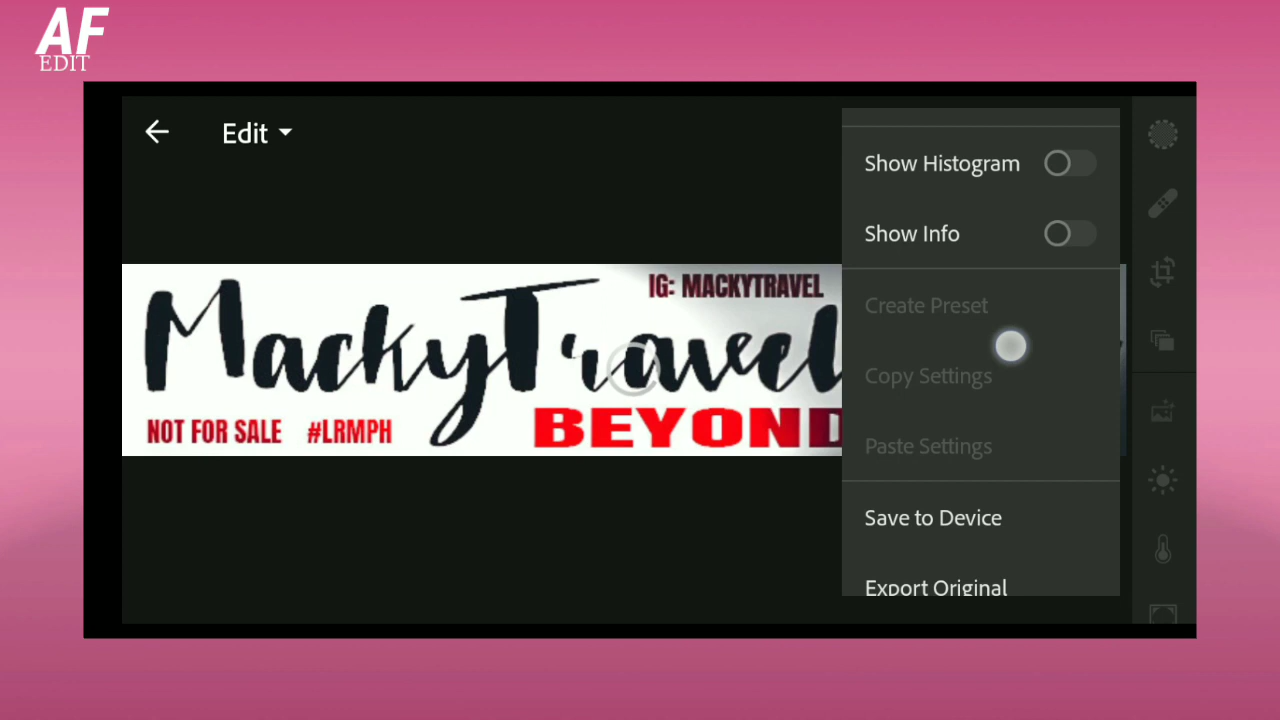 AF
EDIT
Edit
Show Histogram
Show Info
Create Preset
Copy Settings
Paste Settings
Save to Device
Export Original
IG: MACKYTRAVEL
MackyTravel
BEYOND
NOT FOR SALE #LRMPH